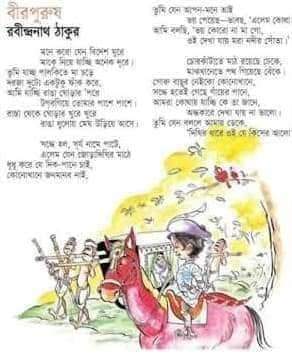 বীরপুরুষ
রবীন্দ্রনাথ ঠাকুর
মনে করো যেন বিদেশ ঘুরে
মাকে নিয়ে যাচ্ছি অনেক দূরে।
তুমি যাচ্ছ পালকিতে মা চড়ে
দরজা দুটো একটুকু ফাঁক করে,
আমি যাচ্ছি রাঙা ঘোড়ার 'পরে
টগবগিয়ে তোমার পাশে পাশে।
রাস্তা থেকে ঘোড়ার খুরে খুরে
রাঙা ধুলোয় মেঘ উড়িয়ে আসে।
সন্ধে হল, সূর্য নামে পাটে,
এলেম যেন জোড়াদিঘির মাঠে
ধূ ধূ করে যে দিক-পানে চাই,
কোনোখানে জনমানব নাই,
তুমি যেন আপন-মনে তাই
ভয় পেয়েছ—ভাবছ, 'এলেম কোথা
আমি বলছি, 'ভয় কোরো না মা গো,
ওই দেখা যায় মরা নদীর সোঁতা।'
চোরকাঁটাতে মাঠ রয়েছে ঢেকে,
মাঝখানেতে পথ গিয়েছে বেঁকে।
গোরু বাছুর নেইকো কোনোখানে,
সন্ধে হতেই গেছে গাঁয়ের পানে,
আমরা কোথায় যাচ্ছি কে তা জানে,
অন্ধকারে দেখা যায় না ভালো।
তুমি যেন বললে আমায় ডেকে,
'দিঘির ধারে ওই যে কিসের আলো